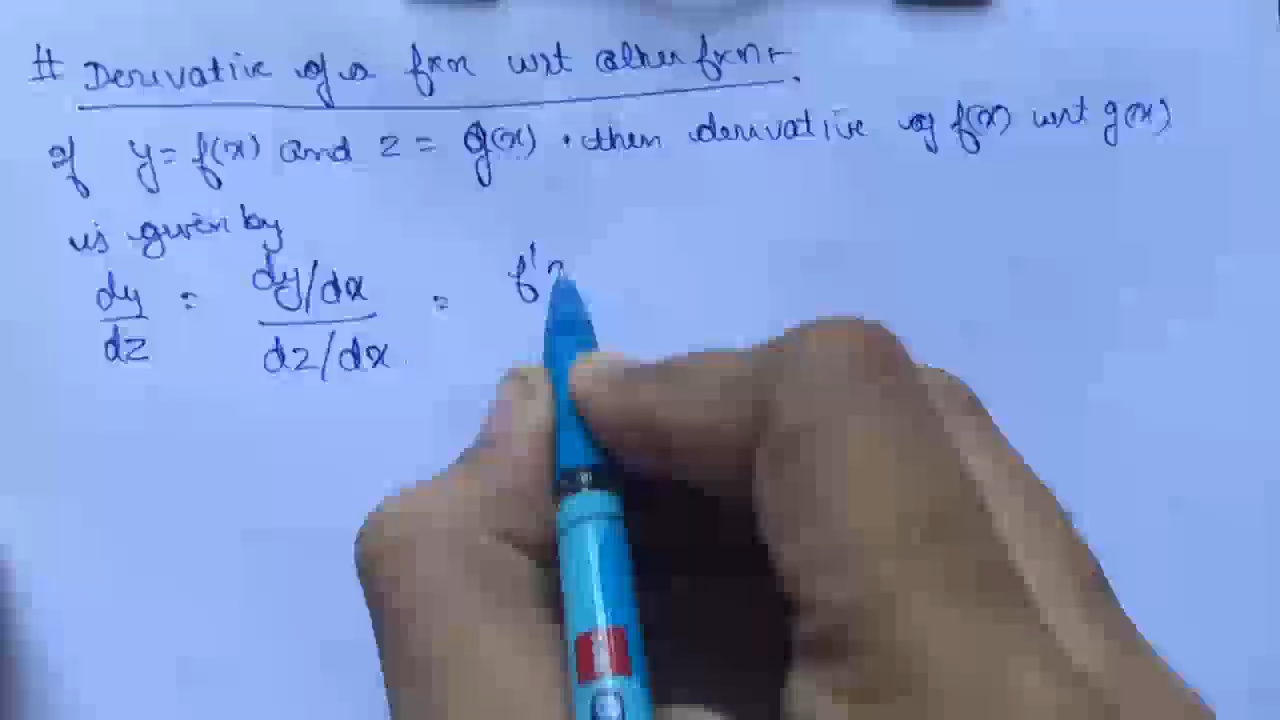 # Derivative of a fxn wrt other fxn.
If y = f(x) and z = g(x). then derivative of f(x) wrt g(x)
is given by
dy/dz = (dy/dx)/(dz/dx) = f'